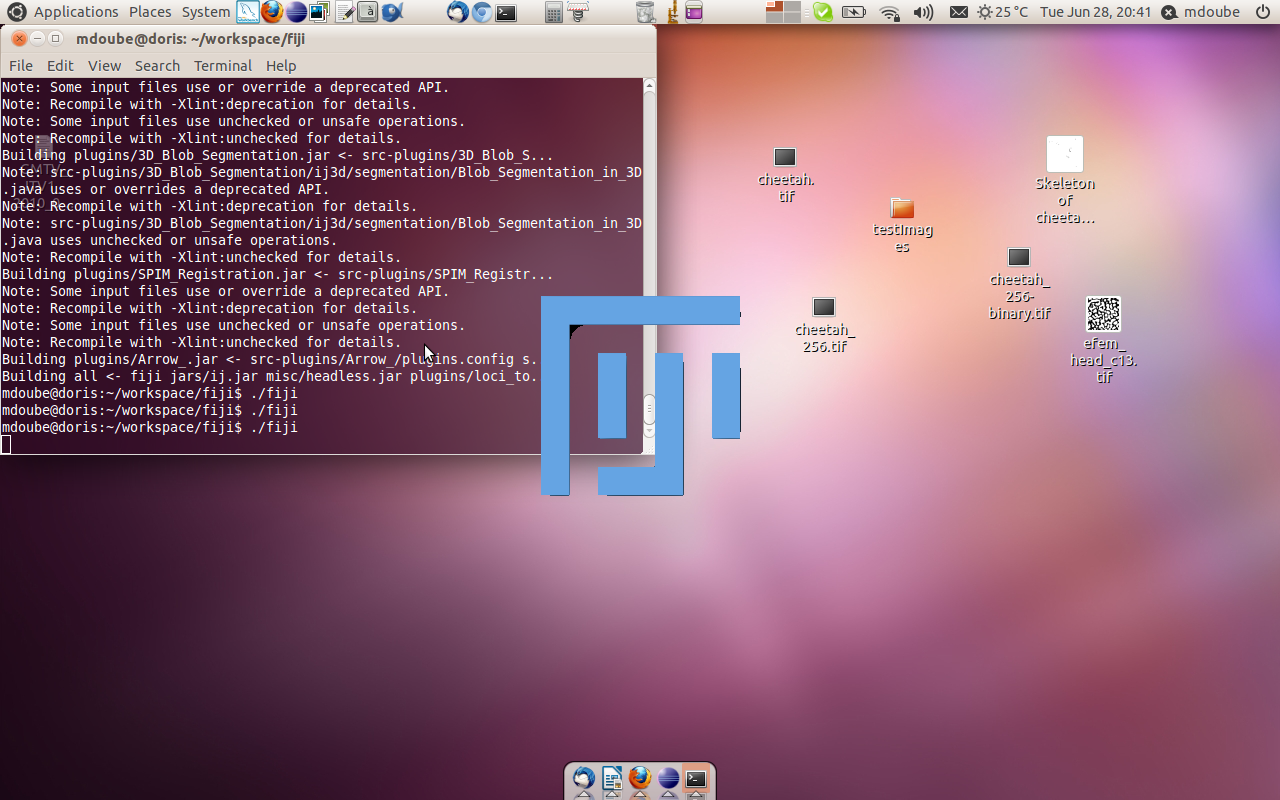 Applications Places System
25 °C Tue Jun 28, 20:41 mdoube
mdoube@doris: ~/workspace/fiji
File Edit View Search Terminal Help
Note: Some input files use or override a deprecated API.
Note: Recompile with -Xlint:deprecation for details.
Note: Some input files use unchecked or unsafe operations.
Note: Recompile with -Xlint:unchecked for details.
Building plugins/3D_Blob_Segmentation.jar <- src-plugins/3D_Blob_S...
Note: src-plugins/3D_Blob_Segmentation/ij3d/segmentation/Blob_Segmentation_in_3D
.java uses or overrides a deprecated API.
Note: Recompile with -Xlint:deprecation for details.
Note: src-plugins/3D_Blob_Segmentation/ij3d/segmentation/Blob_Segmentation_in_3D
.java uses unchecked or unsafe operations.
Note: Recompile with -Xlint:unchecked for details.
Building plugins/SPIM_Registration.jar <- src-plugins/SPIM_Registr...
Note: Some input files use or override a deprecated API.
Note: Recompile with -Xlint:deprecation for details.
Note: Some input files use unchecked or unsafe operations.
Note: Recompile with -Xlint:unchecked for details.
Building plugins/Arrow_.jar <- src-plugins/Arrow_/plugins.config s.
Building all <- fiji jars/ij.jar misc/headless.jar plugins/loci_to.
mdoube@doris:~/workspace/fiji$ ./fiji
mdoube@doris:~/workspace/fiji$ ./fiji
mdoube@doris:~/workspace/fiji$ ./fiji
cheetah.
tif
testImag
es
Skeleton
of
cheeta...
cheetah_
256-
binary.tif
cheetah_
256.tif
efem_
head_c13.
tif